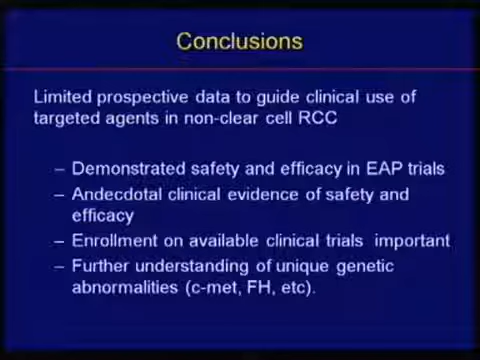 Conclusions
Limited prospective data to guide clinical use of
targeted agents in non-clear cell RCC
– Demonstrated safety and efficacy in EAP trials
– Andecdotal clinical evidence of safety and
efficacy
– Enrollment on available clinical trials important
– Further understanding of unique genetic
abnormalities (c-met, FH, etc).